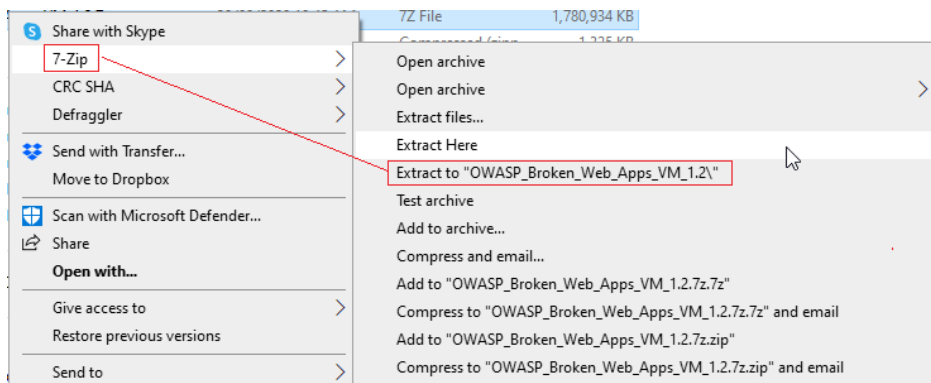 7Z File 1,780,934 KB
Share with Skype
7-Zip
CRC SHA
Defraggler
Send with Transfer...
Move to Dropbox
Scan with Microsoft Defender...
Share
Open with...
Give access to
Restore previous versions
Send to
Open archive
Open archive
Extract files...
Extract Here
Extract to "OWASP_Broken_Web_Apps_VM_1.2\"
Test archive
Add to archive...
Compress and email...
Add to "OWASP_Broken_Web_Apps_VM_1.2.7z.7z"
Compress to "OWASP_Broken_Web_Apps_VM_1.2.7z.7z" and email
Add to "OWASP_Broken_Web_Apps_VM_1.2.7z.zip"
Compress to "OWASP_Broken_Web_Apps_VM_1.2.7z.zip" and email